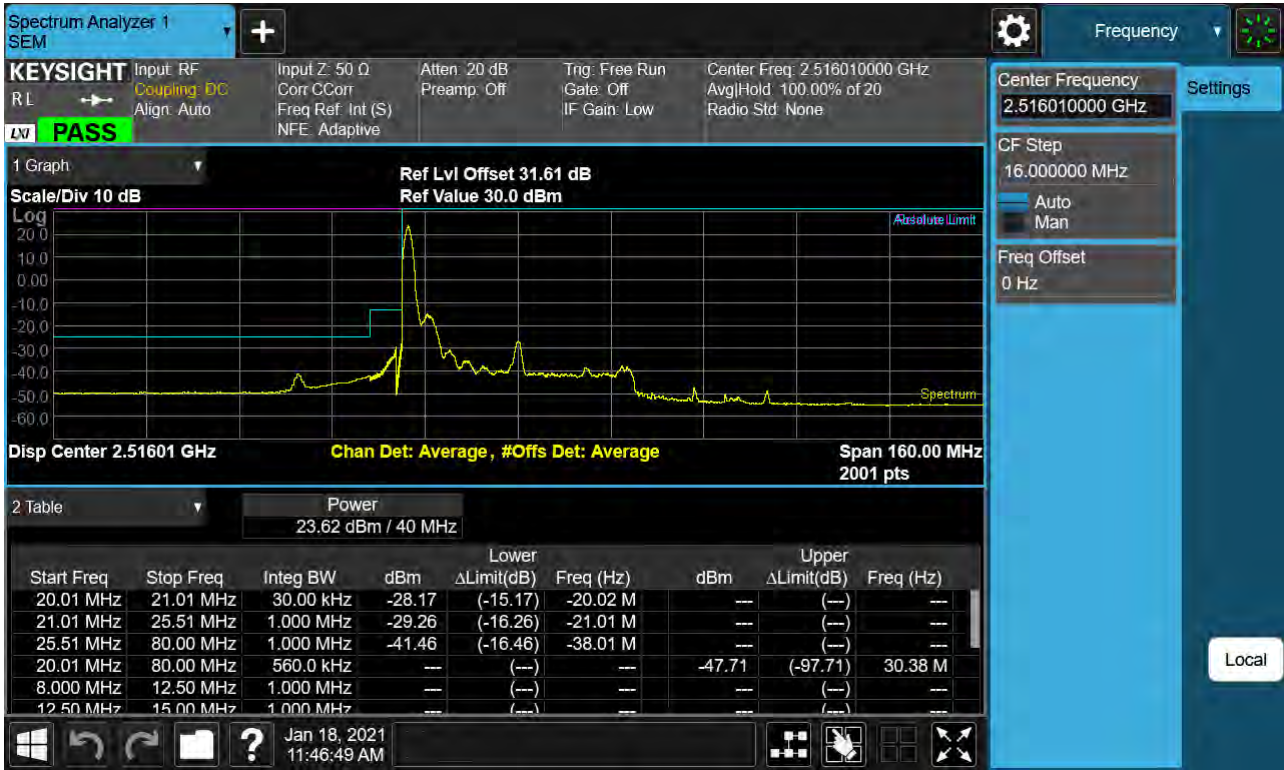 Spectrum Analyzer 1
SEM
Frequency
KEYSIGHT
R L
LXI
PASS
Input: RF
Coupling: DC
Align: Auto
Input Z: 50 Ω
Corr CCorr
Freq Ref: Int (S)
NFE: Adaptive
Atten: 20 dB
Preamp: Off
Trig: Free Run
Gate: Off
IF Gain: Low
Center Freq: 2.516010000 GHz
Avg|Hold: 100.00% of 20
Radio Std: None
Center Frequency
2.516010000 GHz
Settings
CF Step
16.000000 MHz
Auto
Man
Freq Offset
0 Hz
Local
1 Graph
Scale/Div 10 dB
Ref Lvl Offset 31.61 dB
Ref Value 30.0 dBm
Log
20.0
10.0
0.00
-10.0
-20.0
-30.0
-40.0
-50.0
-60.0
Limit
Spectrum
Disp Center 2.51601 GHz
Chan Det: Average, #Offs Det: Average
Span 160.00 MHz
2001 pts
2 Table
Power
23.62 dBm / 40 MHz
Lower Upper
Start Freq Stop Freq Integ BW dBm ΔLimit(dB) Freq (Hz) dBm ΔLimit(dB) Freq (Hz)
20.01 MHz 21.01 MHz 30.00 kHz -28.17 (-15.17) -20.02 M --- (---) ---
21.01 MHz 25.51 MHz 1.000 MHz -29.26 (-16.26) -21.01 M --- (---) ---
25.51 MHz 80.00 MHz 1.000 MHz -41.46 (-16.46) -38.01 M --- (---) ---
20.01 MHz 80.00 MHz 560.0 kHz --- (---) --- -47.71 (-97.71) 30.38 M
8.000 MHz 12.50 MHz 1.000 MHz --- (---) --- --- (---) ---
12.50 MHz 15.00 MHz 1.000 MHz --- (---) --- --- (---) ---
?
Jan 18, 2021
11:46:49 AM